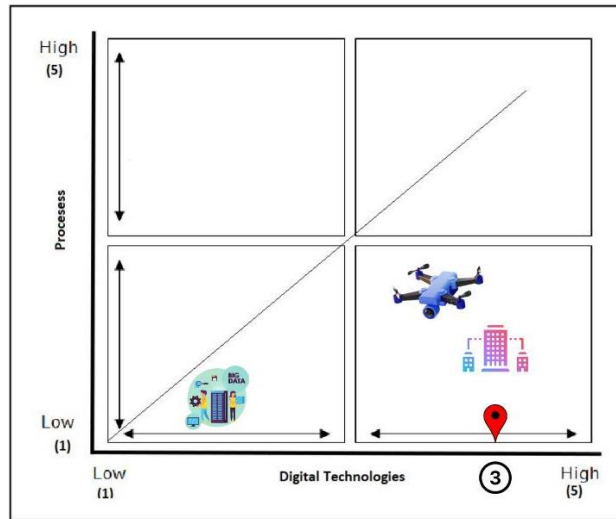 High
(5)
Procesess
BIG
DATA
Low
(1)
Low
(1)
Digital Technologies
3
High
(5)